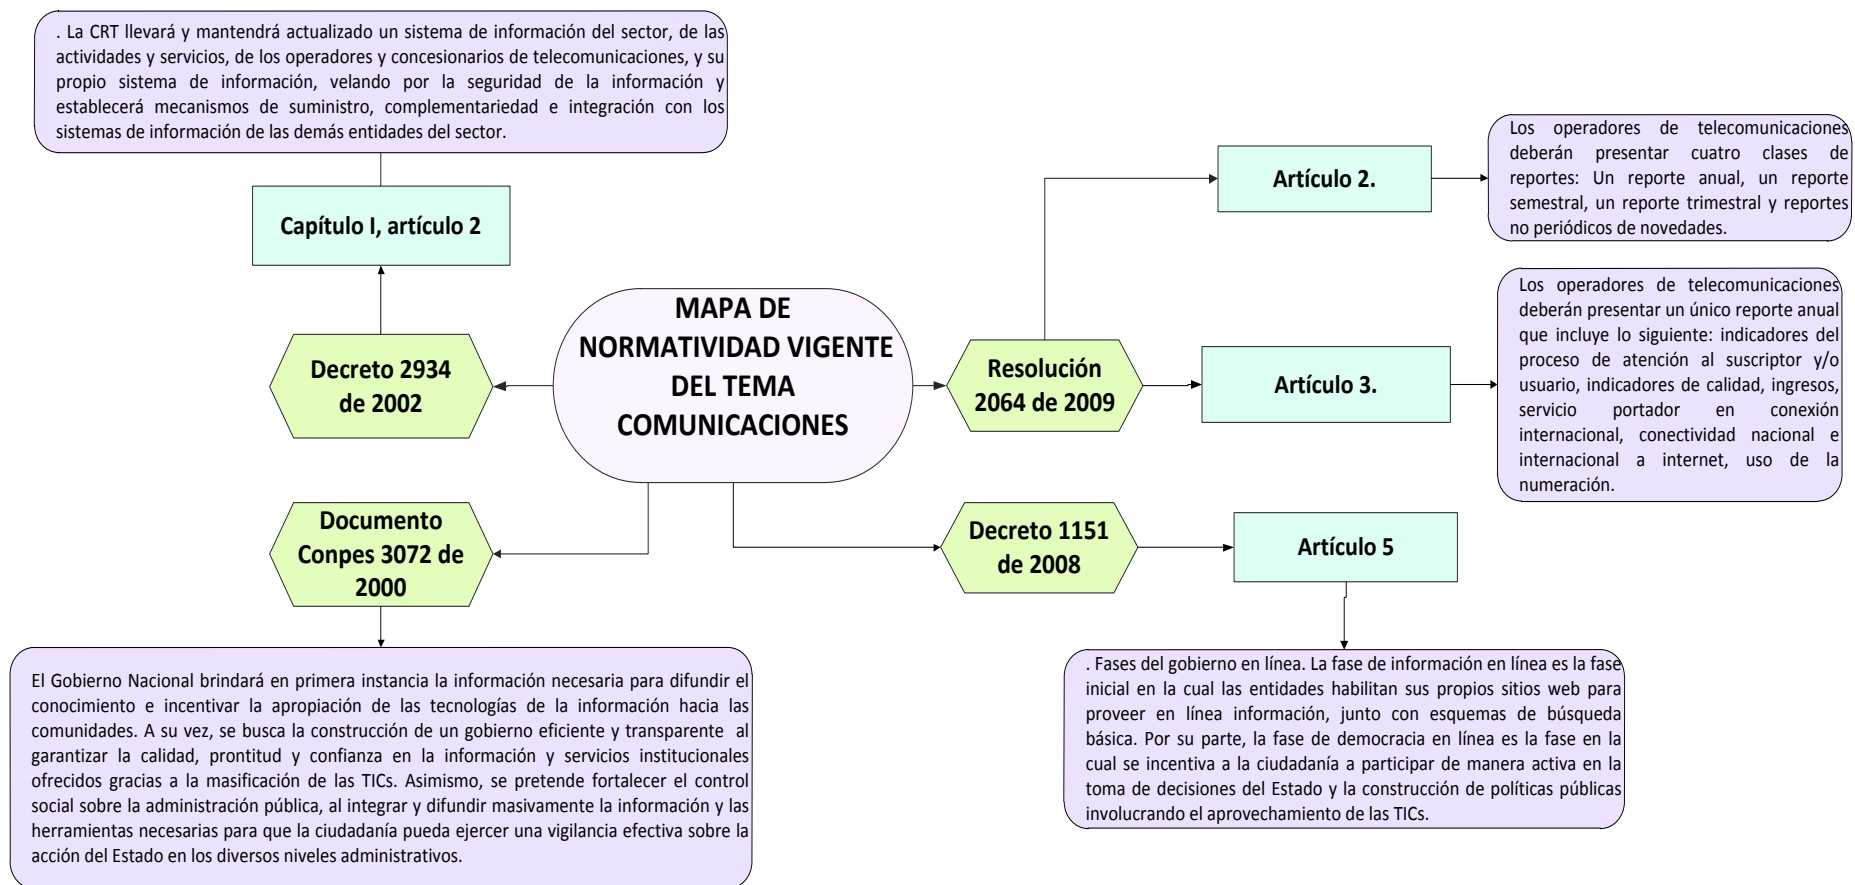 . La CRT llevará y mantendrá actualizado un sistema de información del sector, de las
actividades y servicios, de los operadores y concesionarios de telecomunicaciones, y su
propio sistema de información, velando por la seguridad de la información y
establecerá mecanismos de suministro, complementariedad e integración con los
sistemas de información de las demás entidades del sector.
Capítulo I, artículo 2
Decreto 2934
de 2002
MAPA DE
NORMATIVIDAD VIGENTE
DEL TEMA
COMUNICACIONES
Resolución
2064 de 2009
Artículo 2.
Los operadores de telecomunicaciones
deberán presentar cuatro clases de
reportes: Un reporte anual, un reporte
semestral, un reporte trimestral y reportes
no periódicos de novedades.
Artículo 3.
Los operadores de telecomunicaciones
deberán presentar un único reporte anual
que incluye lo siguiente: indicadores del
proceso de atención al suscriptor y/o
usuario, indicadores de calidad, ingresos,
servicio portador en conexión
internacional, conectividad nacional e
internacional a internet, uso de la
numeración.
Documento
Conpes 3072 de
2000
El Gobierno Nacional brindará en primera instancia la información necesaria para difundir el
conocimiento e incentivar la apropiación de las tecnologías de la información hacia las
comunidades. A su vez, se busca la construcción de un gobierno eficiente y transparente al
garantizar la calidad, prontitud y confianza en la información y servicios institucionales
ofrecidos gracias a la masificación de las TICs. Asimismo, se pretende fortalecer el control
social sobre la administración pública, al integrar y difundir masivamente la información y las
herramientas necesarias para que la ciudadanía pueda ejercer una vigilancia efectiva sobre la
acción del Estado en los diversos niveles administrativos.
Decreto 1151
de 2008
Artículo 5
. Fases del gobierno en línea. La fase de información en línea es la fase
inicial en la cual las entidades habilitan sus propios sitios web para
proveer en línea información, junto con esquemas de búsqueda
básica. Por su parte, la fase de democracia en línea es la fase en la
cual se incentiva a la ciudadanía a participar de manera activa en la
toma de decisiones del Estado y la construcción de políticas públicas
involucrando el aprovechamiento de las TICs.